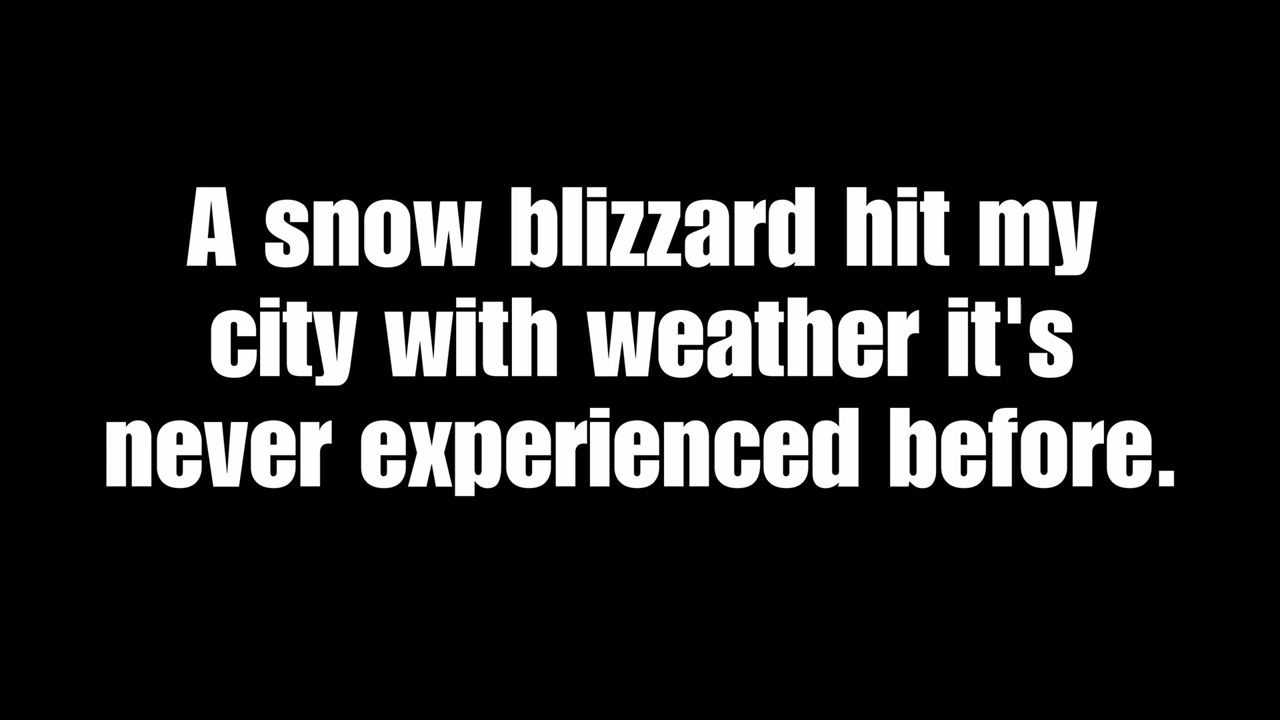 A snow blizzard hit my
city with weather it's
never experienced before.